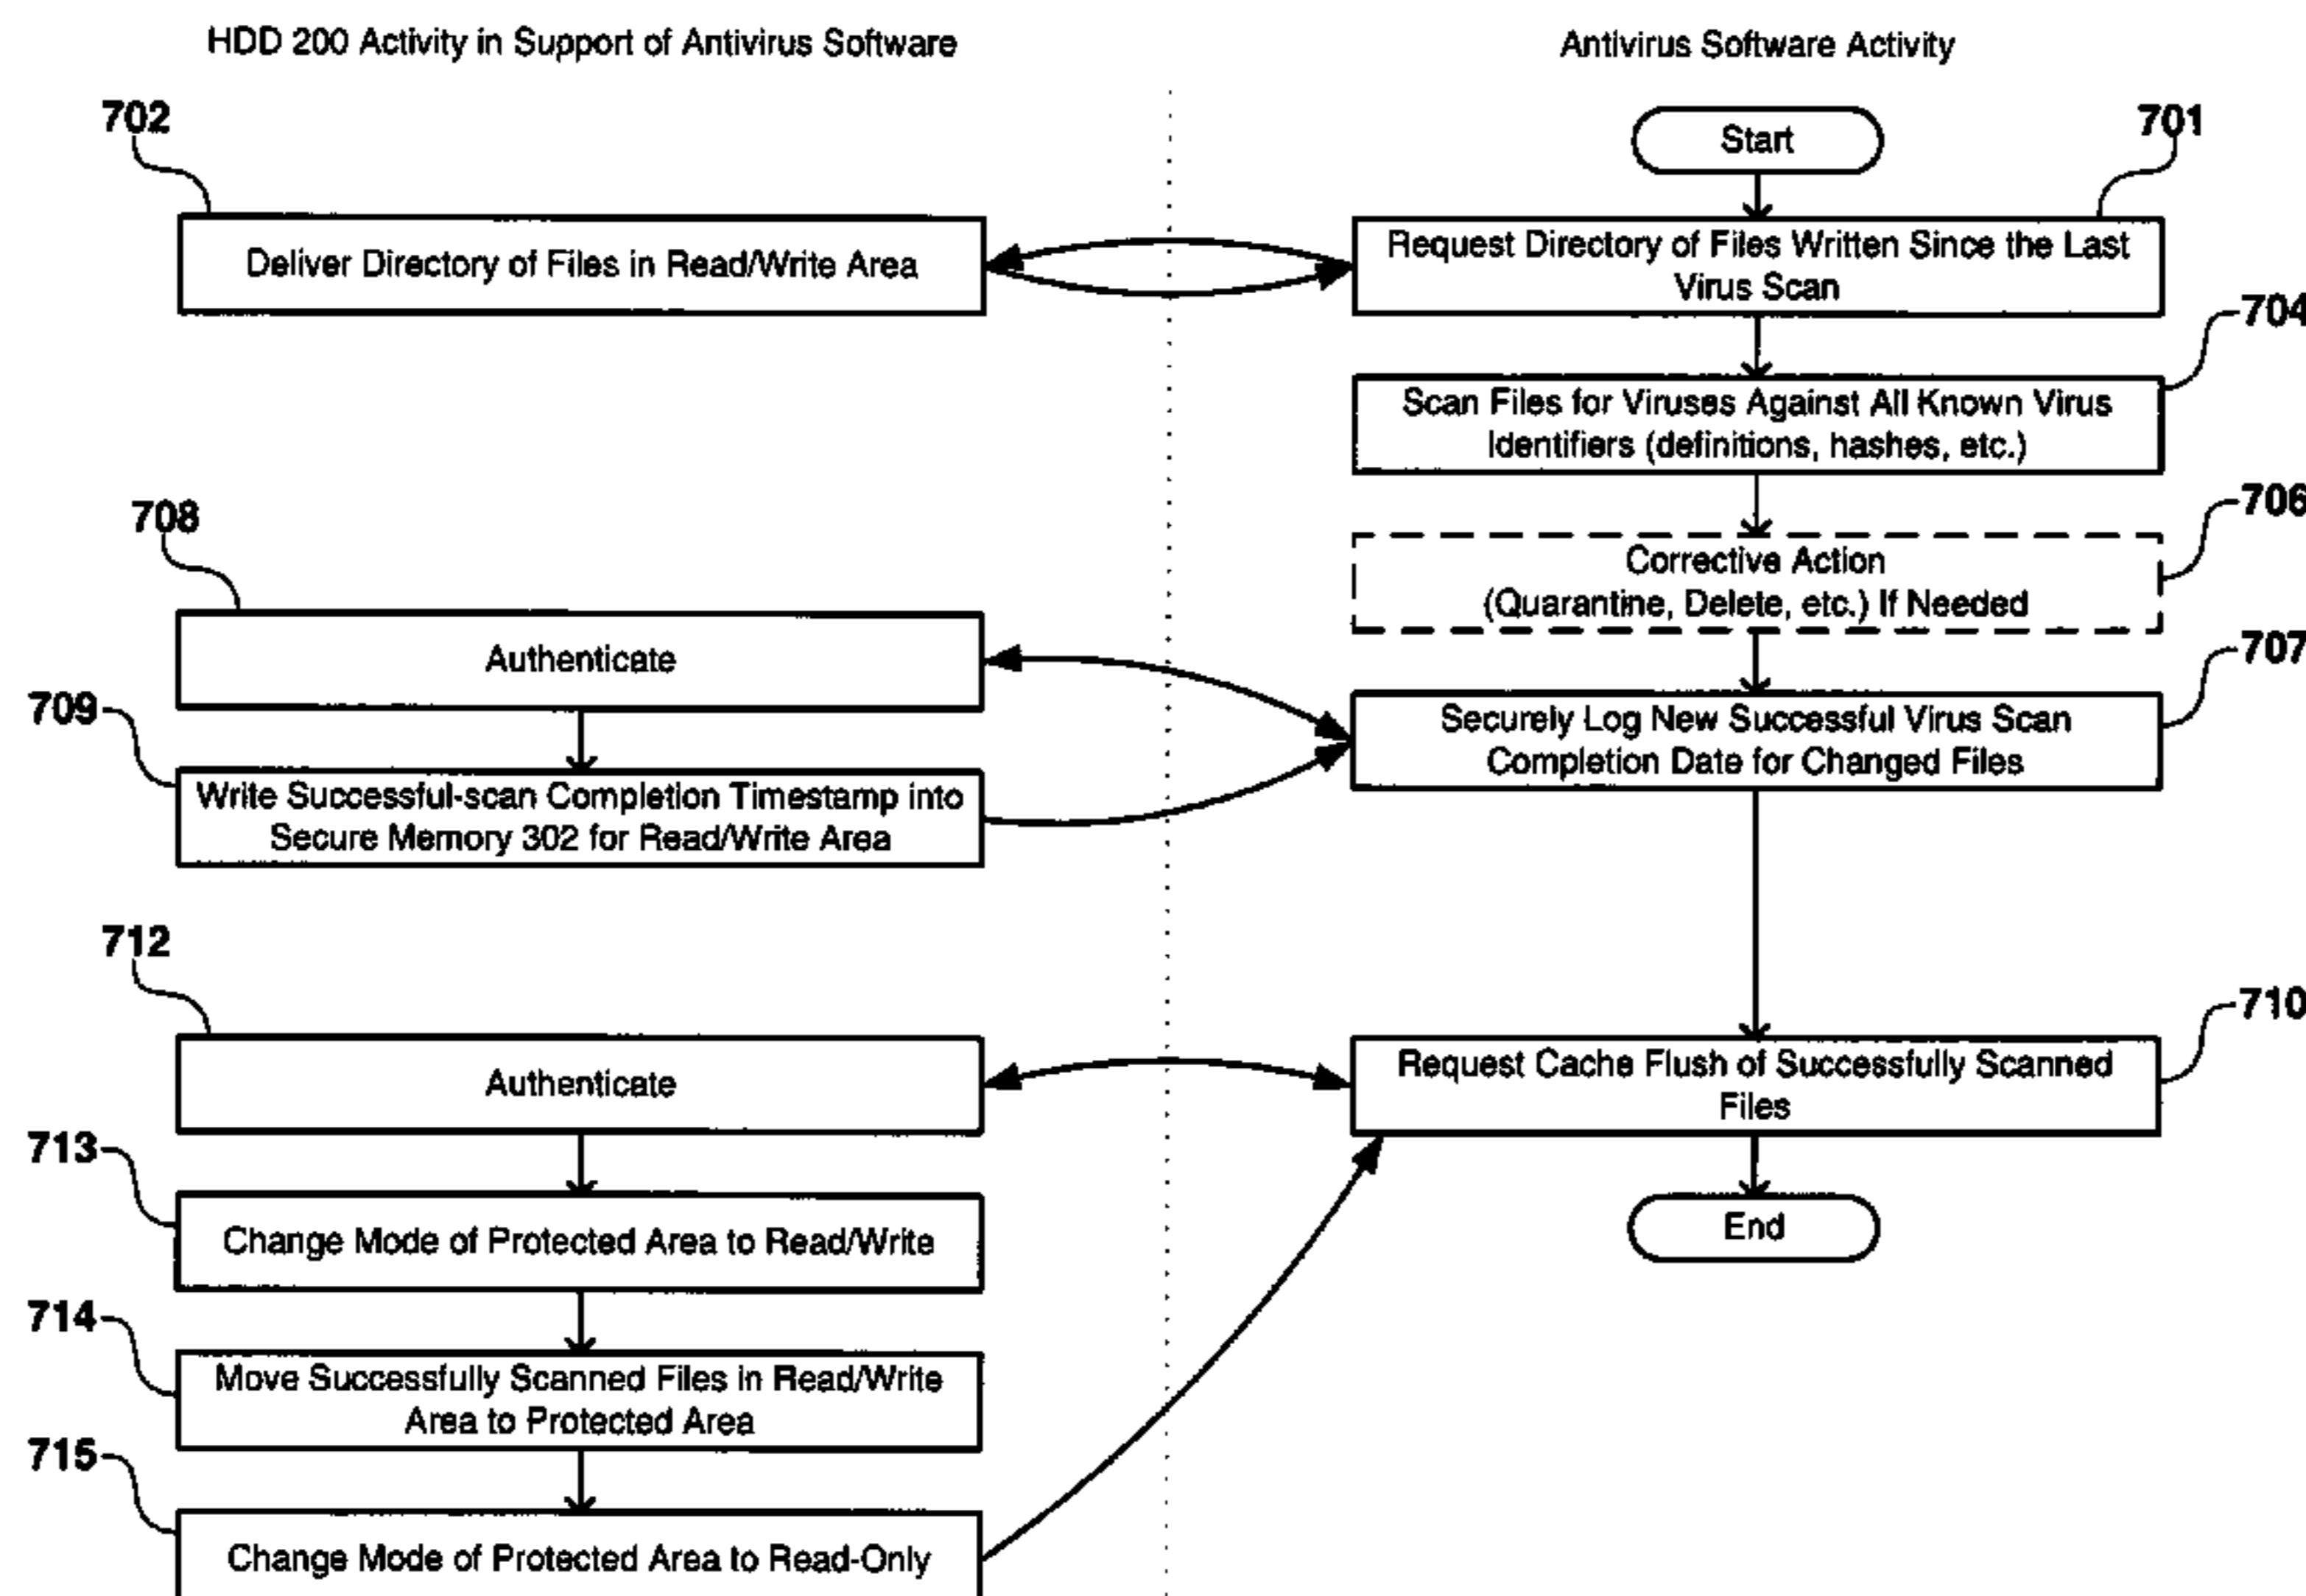 HDD 200 Activity in Support of Antivirus Software
Antivirus Software Activity
702
Start
701
Deliver Directory of Files in Read/Write Area
Request Directory of Files Written Since the Last
Virus Scan
704
Scan Files for Viruses Against All Known Virus
Identifiers (definitions, hashes, etc.)
706
708
Corrective Action
(Quarantine, Delete, etc.) If Needed
707
Authenticate
709
Securely Log New Successful Virus Scan
Completion Date for Changed Files
Write Successful-scan Completion Timestamp into
Secure Memory 302 for Read/Write Area
712
710
Authenticate
Request Cache Flush of Successfully Scanned
Files
713
Change Mode of Protected Area to Read/Write
End
714
Move Successfully Scanned Files in Read/Write
Area to Protected Area
715
Change Mode of Protected Area to Read-Only